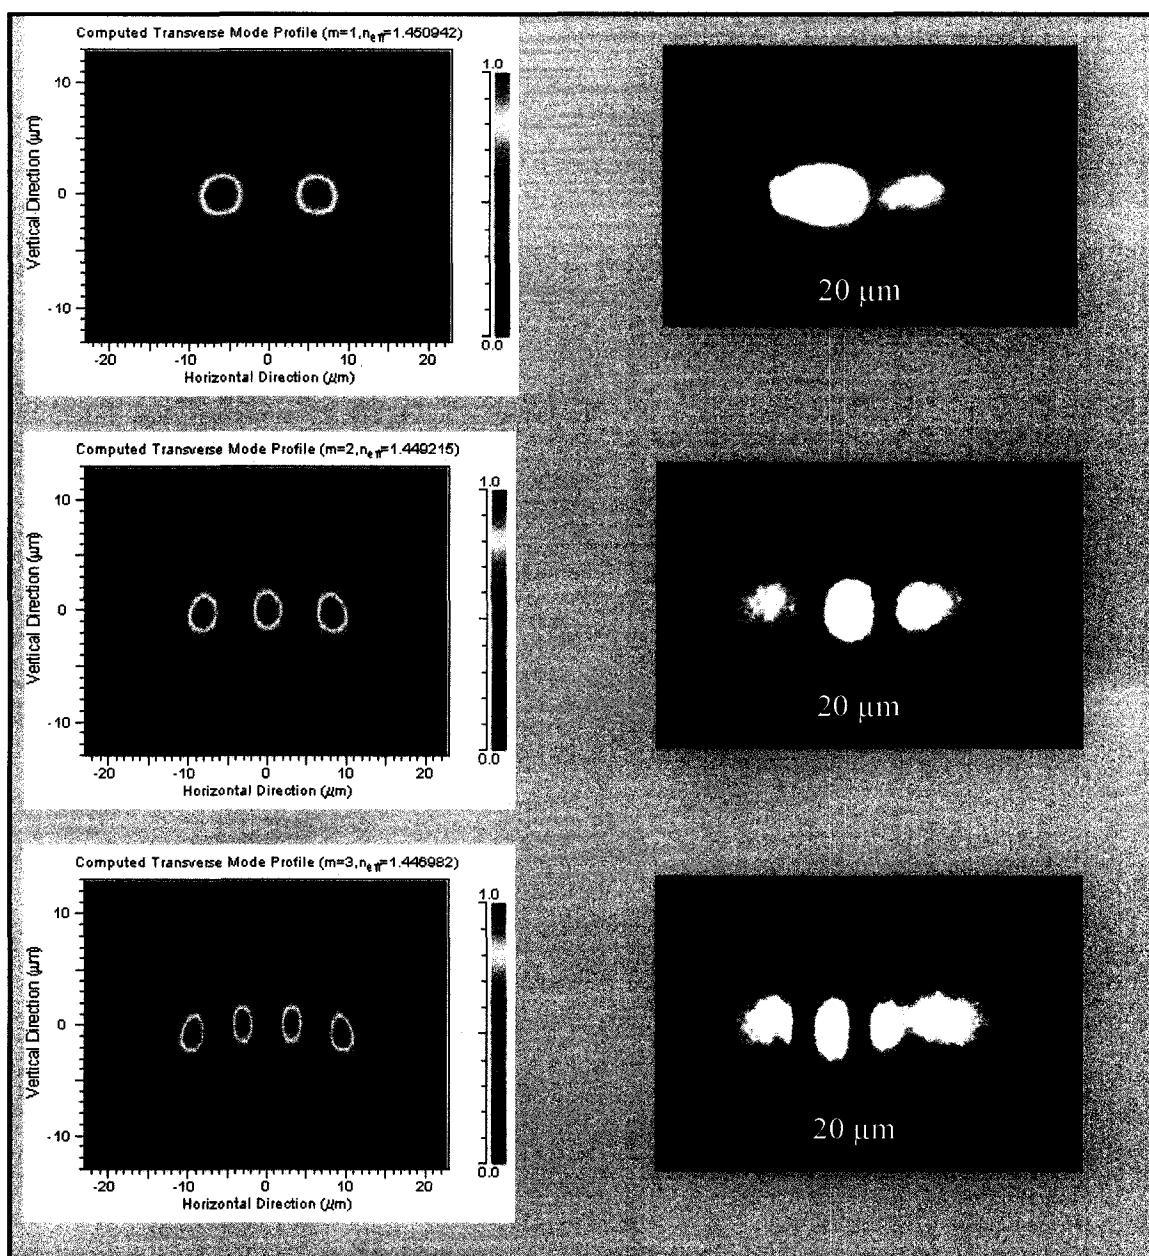 Computed Transverse Mode Profile (m=1,neff=1.450942)
Vertical Direction (µm)
10
0
-10
-20 -10 0 10 20
Horizontal Direction (µm)
1.0
0.0
20 µm
Computed Transverse Mode Profile (m=2,neff=1.449215)
Vertical Direction (µm)
10
0
-10
-20 -10 0 10 20
Horizontal Direction (µm)
1.0
0.0
20 µm
Computed Transverse Mode Profile (m=3,neff=1.446982)
Vertical Direction (µm)
10
0
-10
-20 -10 0 10 20
Horizontal Direction (µm)
1.0
0.0
20 µm